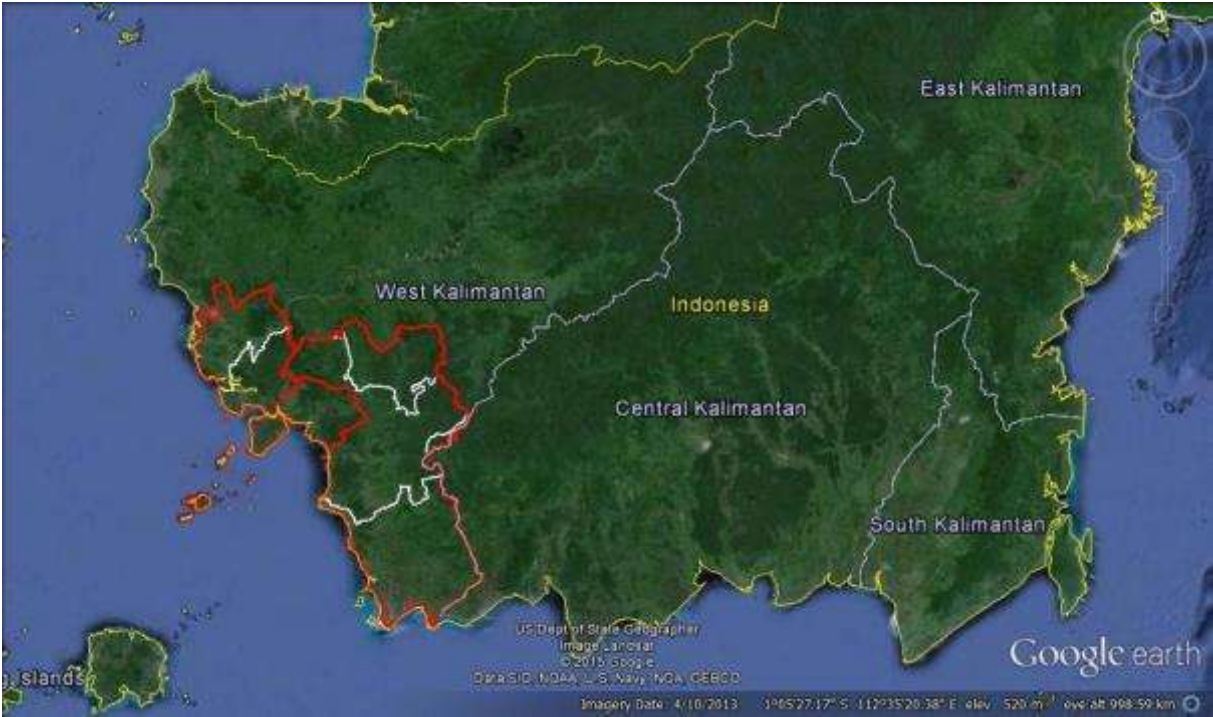 East Kalimantan
West Kalimantan
Indonesia
Central Kalimantan
South Kalimantan
US Dept of State Geographer
Image Landsat
© 2015 Google
Data SIO, NOAA, U.S. Navy, NGA, GEBCO
Google earth
Islands
Imagery Date: 4/10/2013 1°05'27.17" S 112°35'20.38" E elev 520 m eye alt 998.59 km